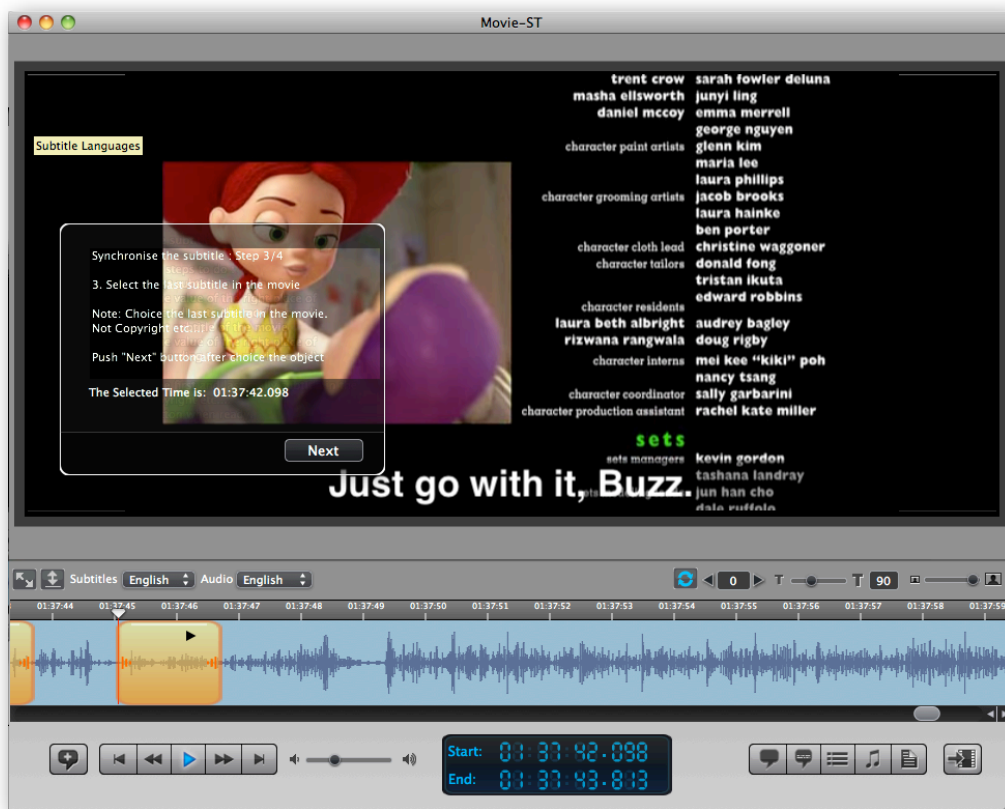 Movie-ST
trent crow sarah fowler deluna
masha ellsworth junyi ling
daniel mccoy emma merrell
george nguyen
Subtitle Languages
character paint artists glenn kim
maria lee
laura phillips
character grooming artists jacob brooks
laura hainke
ben porter
character cloth lead christine waggoner
character tailors donald fong
tristan ikuta
edward robbins
character residents
laura beth albright audrey bagley
rizwana rangwala doug rigby
character interns mei kee “kiki” poh
nancy tsang
character coordinator sally garbarini
character production assistant rachel kate miller
sets
sets managers kevin gordon
tashana landray
jun han cho
dale ruffolo
Synchronise the subtitle : Step 3/4
3. Select the last subtitle in the movie
Note: Choice the last subtitle in the movie.
Not Copyright etc.
Push "Next" button after choice the object
The Selected Time is: 01:37:42.098
Next
Just go with it, Buzz.
Subtitles English Audio English 0 T T 90
01:37:44 01:37:45 01:37:46 01:37:47 01:37:48 01:37:49 01:37:50 01:37:51 01:37:52 01:37:53 01:37:54 01:37:55 01:37:56 01:37:57 01:37:58 01:37:59
Start: 01:37:42.098
End: 01:37:43.813